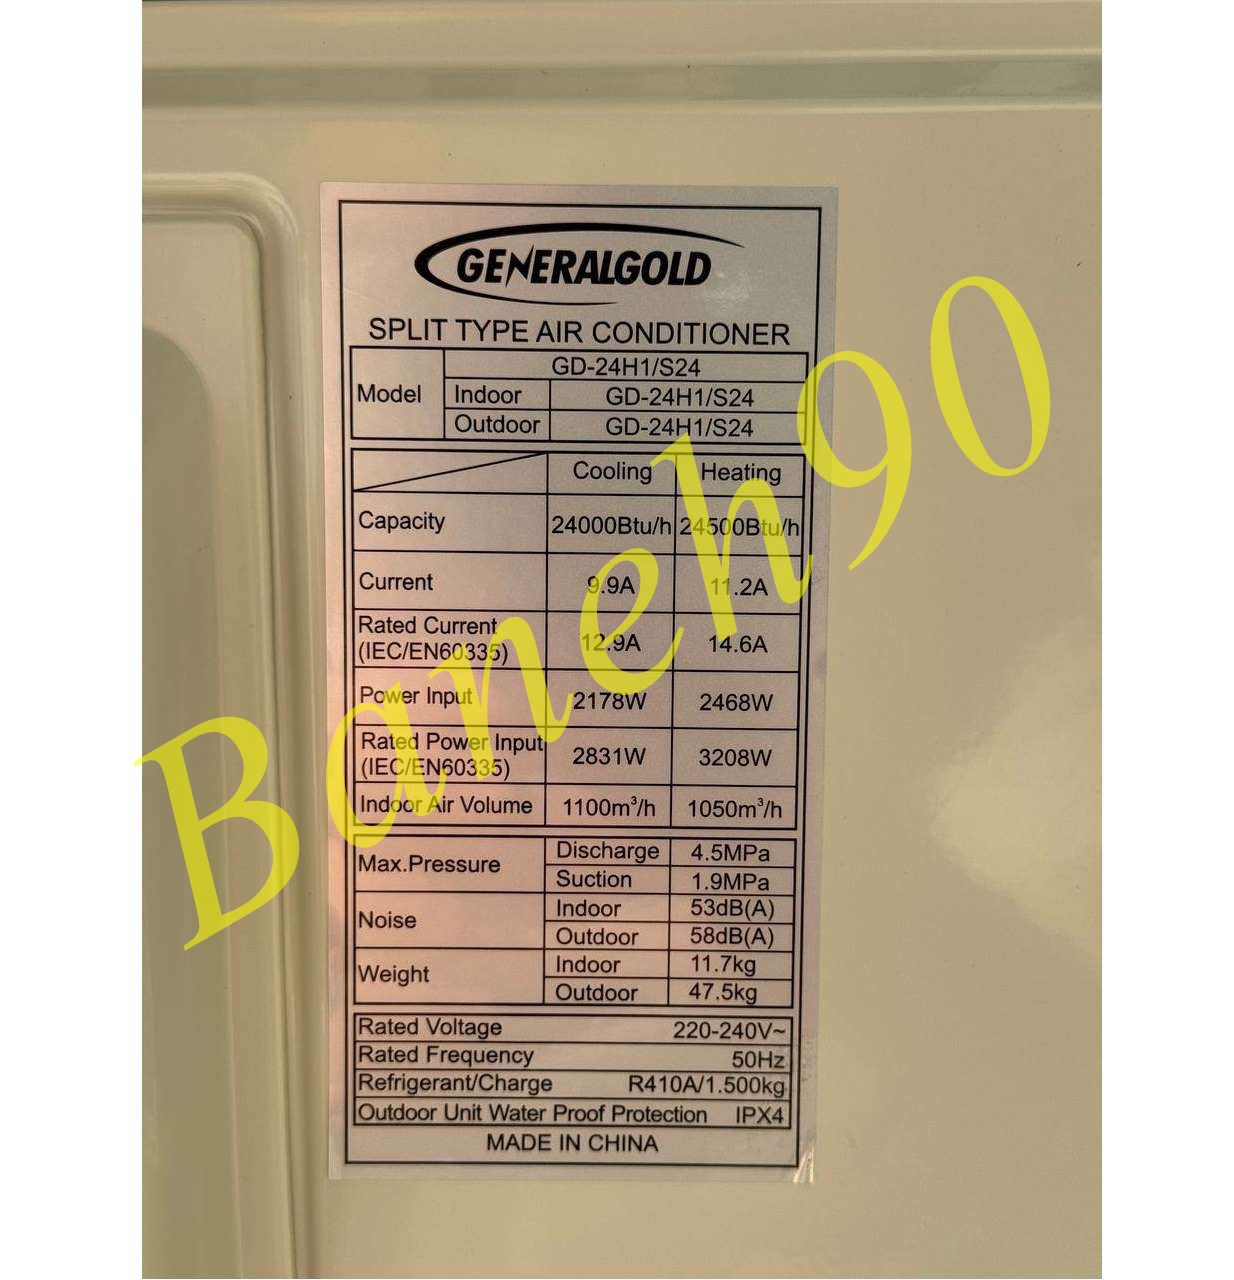 GENERALGOLD
SPLIT TYPE AIR CONDITIONER
Model
GD-24H1/S24
Indoor GD-24H1/S24
Outdoor GD-24H1/S24
Cooling Heating
Capacity 24000Btu/h 24500Btu/h
Current 9.9A 11.2A
Rated Current
(IEC/EN60335) 12.9A 14.6A
Power Input 2178W 2468W
Rated Power Input
(IEC/EN60335) 2831W 3208W
Indoor Air Volume 1100m³/h 1050m³/h
Max.Pressure
Discharge 4.5MPa
Suction 1.9MPa
Noise
Indoor 53dB(A)
Outdoor 58dB(A)
Weight
Indoor 11.7kg
Outdoor 47.5kg
Rated Voltage 220-240V~
Rated Frequency 50Hz
Refrigerant/Charge R410A/1.500kg
Outdoor Unit Water Proof Protection IPX4
MADE IN CHINA
Baneh90